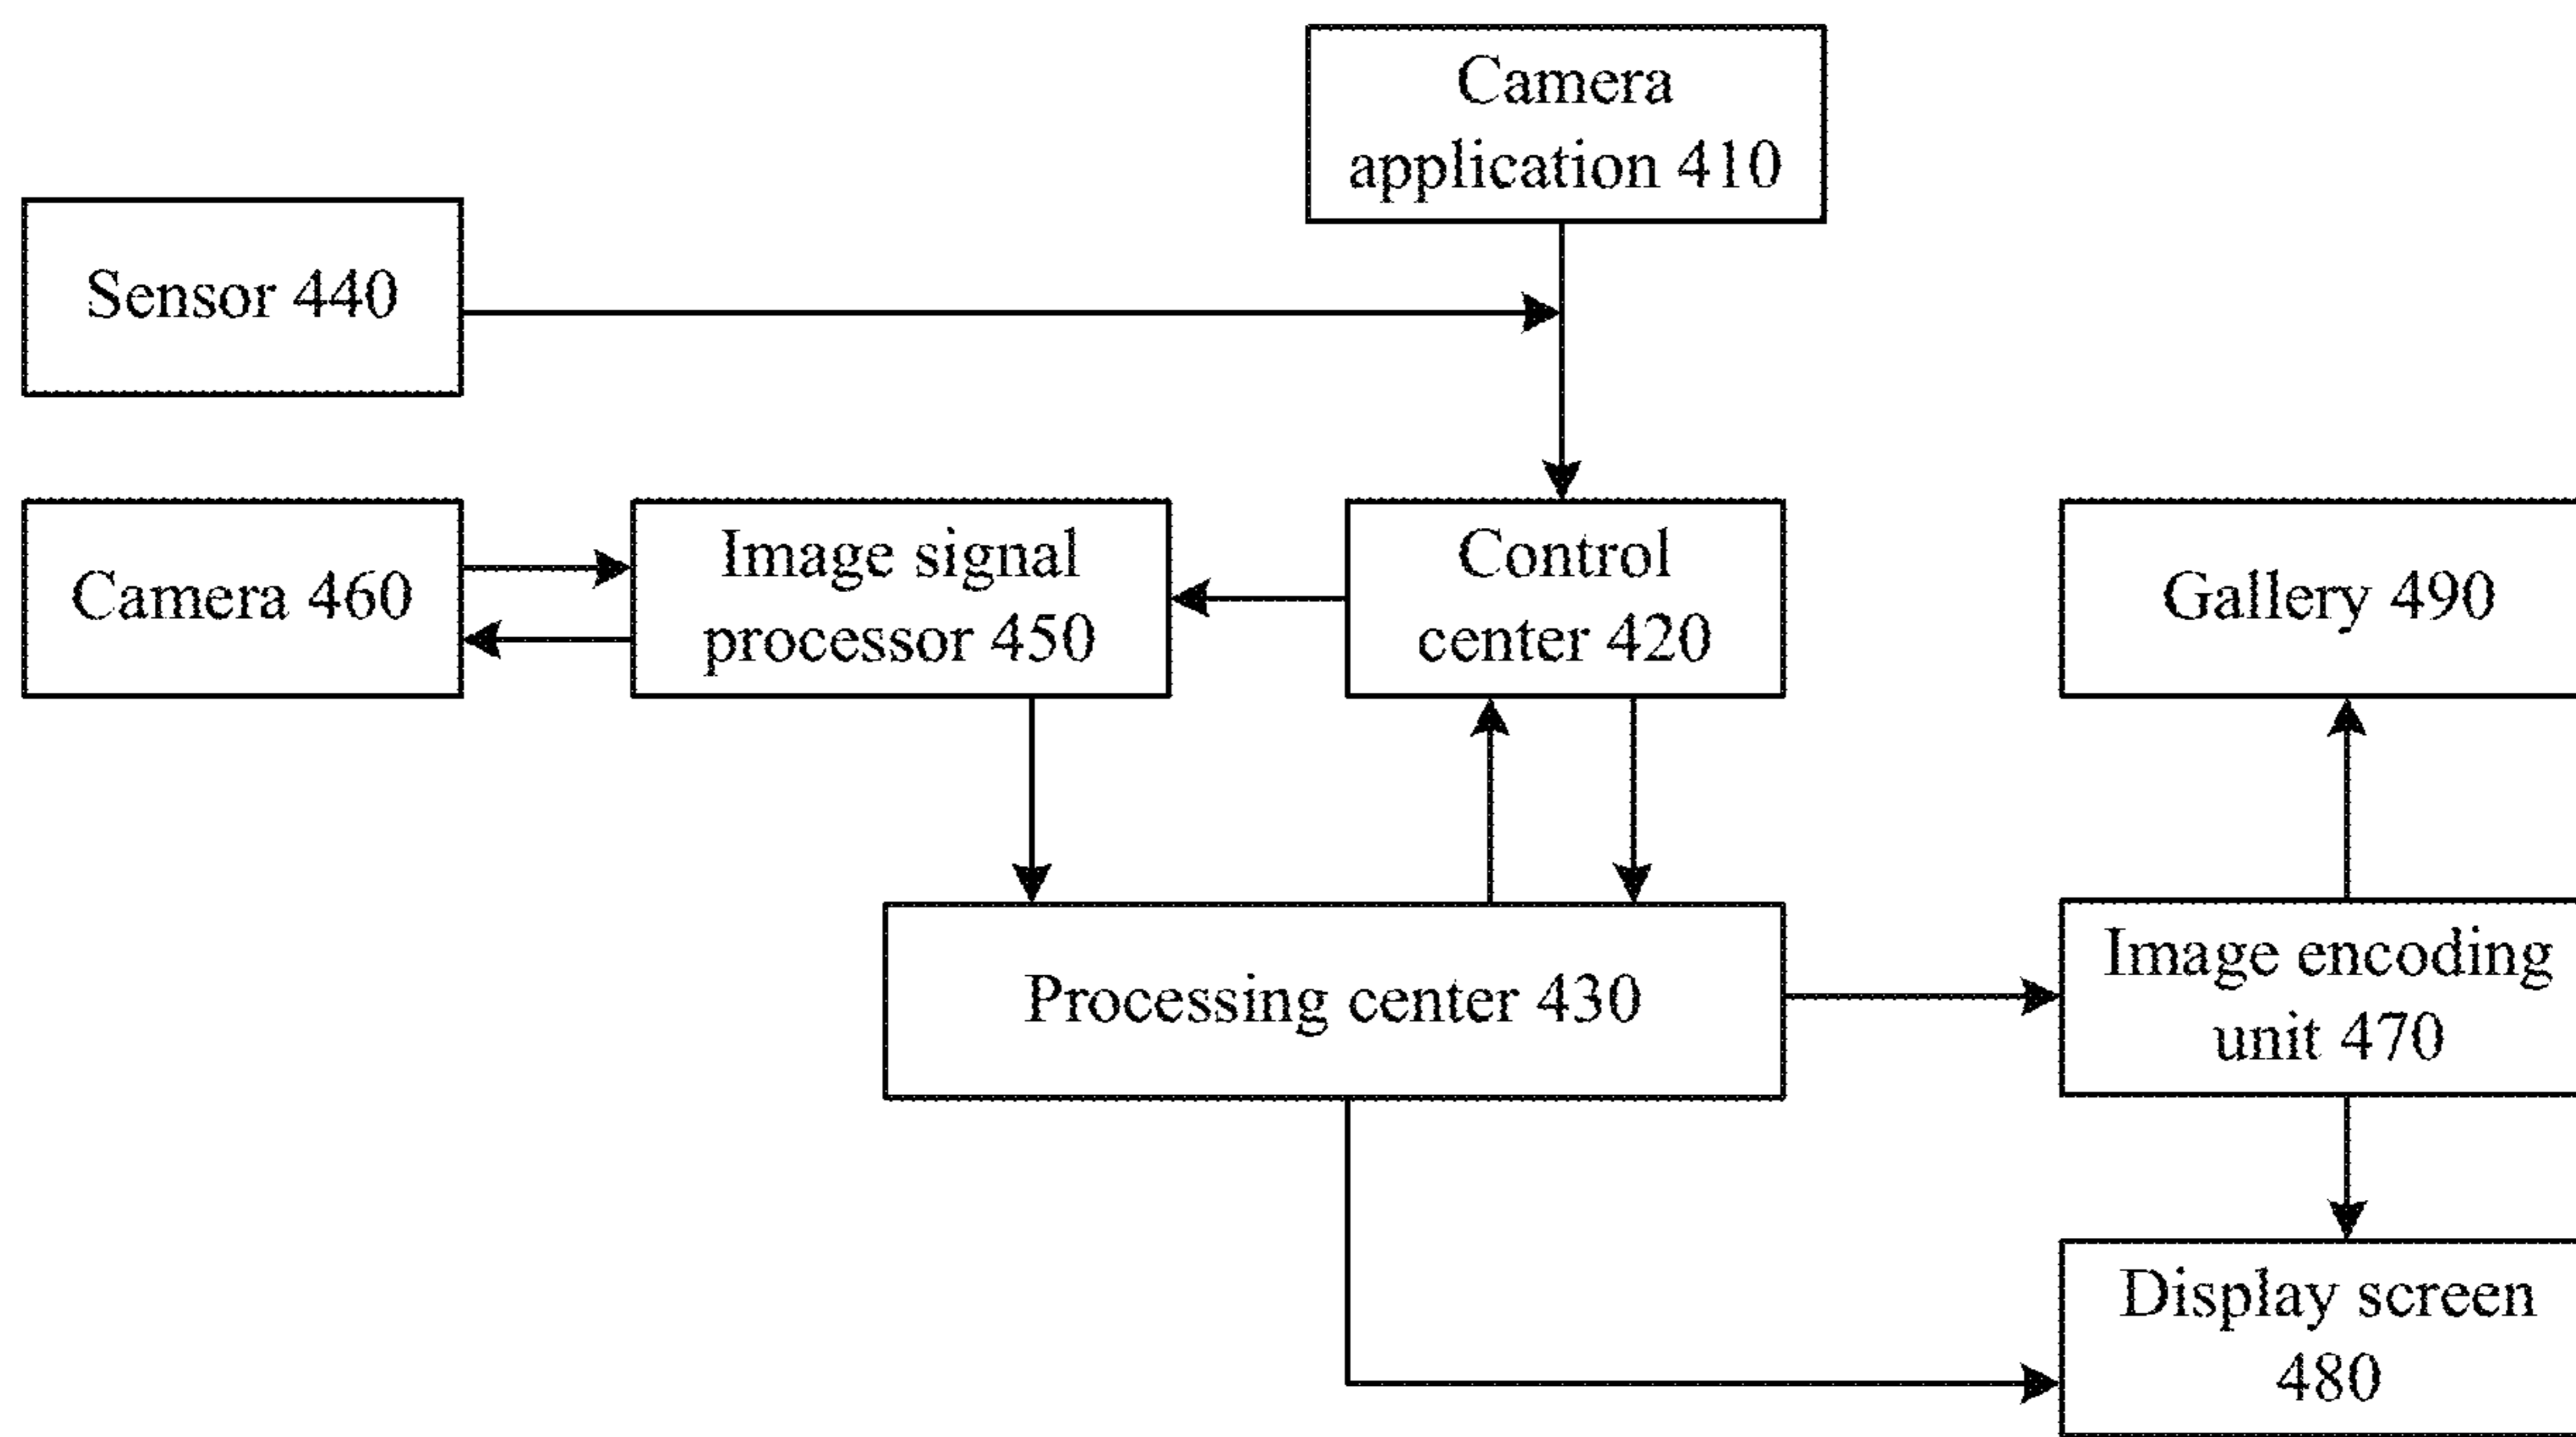 Camera
application 410
Sensor 440
Camera 460
Image signal
processor 450
Control
center 420
Gallery 490
Processing center 430
Image encoding
unit 470
Display screen
480